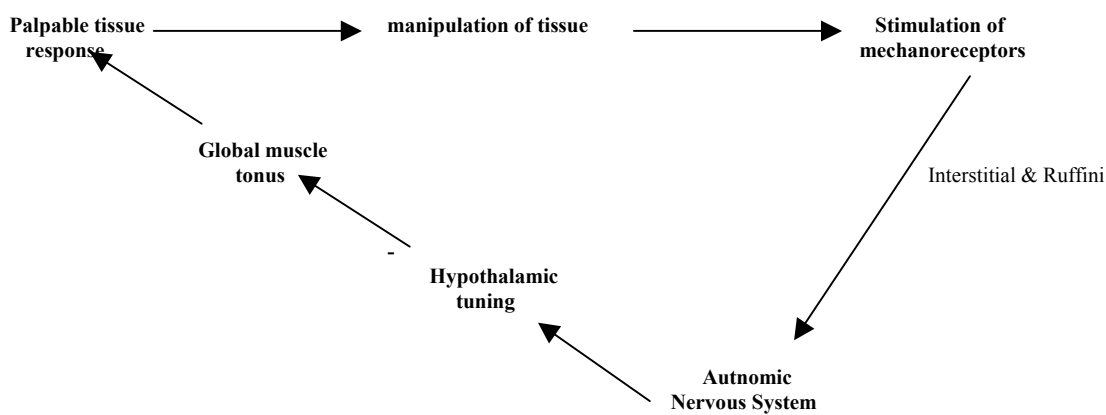 Palpable tissue
response
manipulation of tissue
Stimulation of
mechanoreceptors
Interstitial & Ruffini
Global muscle
tonus
-
Hypothalamic
tuning
Autnomic
Nervous System